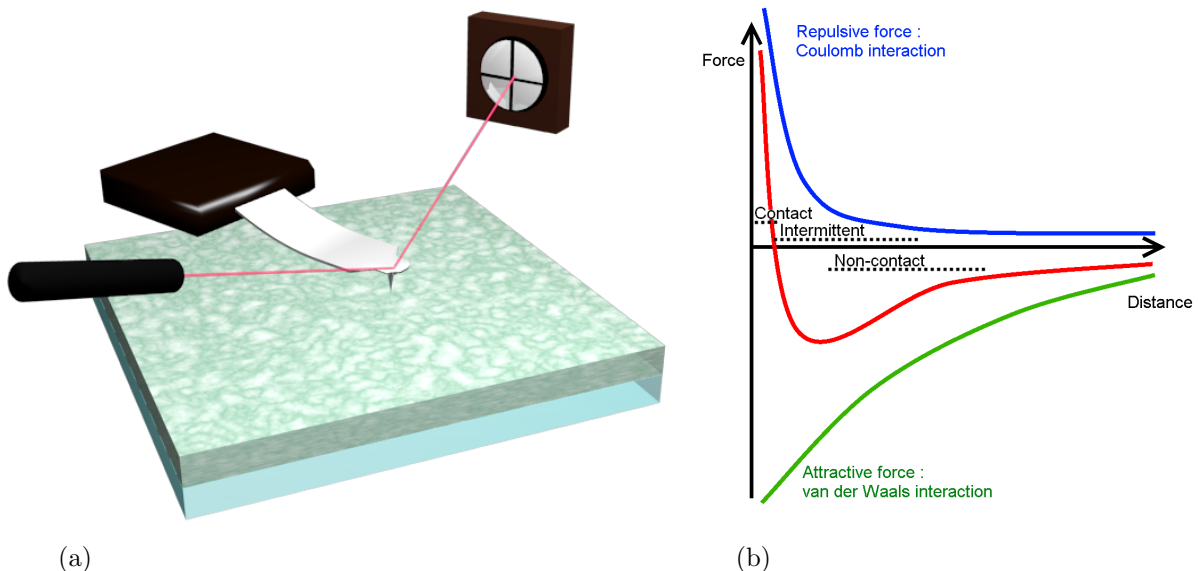 Repulsive force :
Coulomb interaction
Force
Contact
Intermittent
Non-contact
Distance
Attractive force :
van der Waals interaction
(a)
(b)